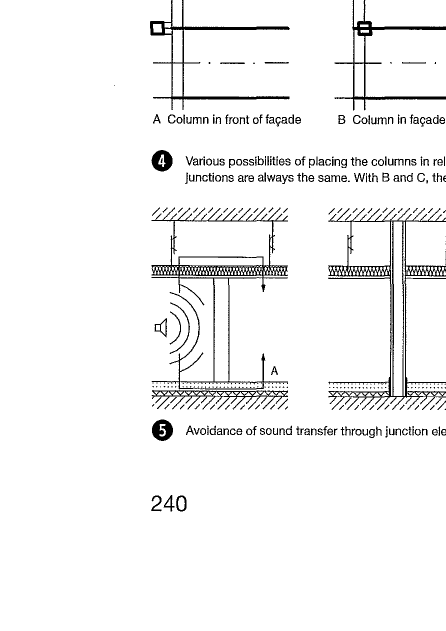 A Column in front of façade
B Column in façade
4 Various possibilities of placing the columns in rel
junctions are always the same. With B and C, the
A
5 Avoidance of sound transfer through junction ele
240